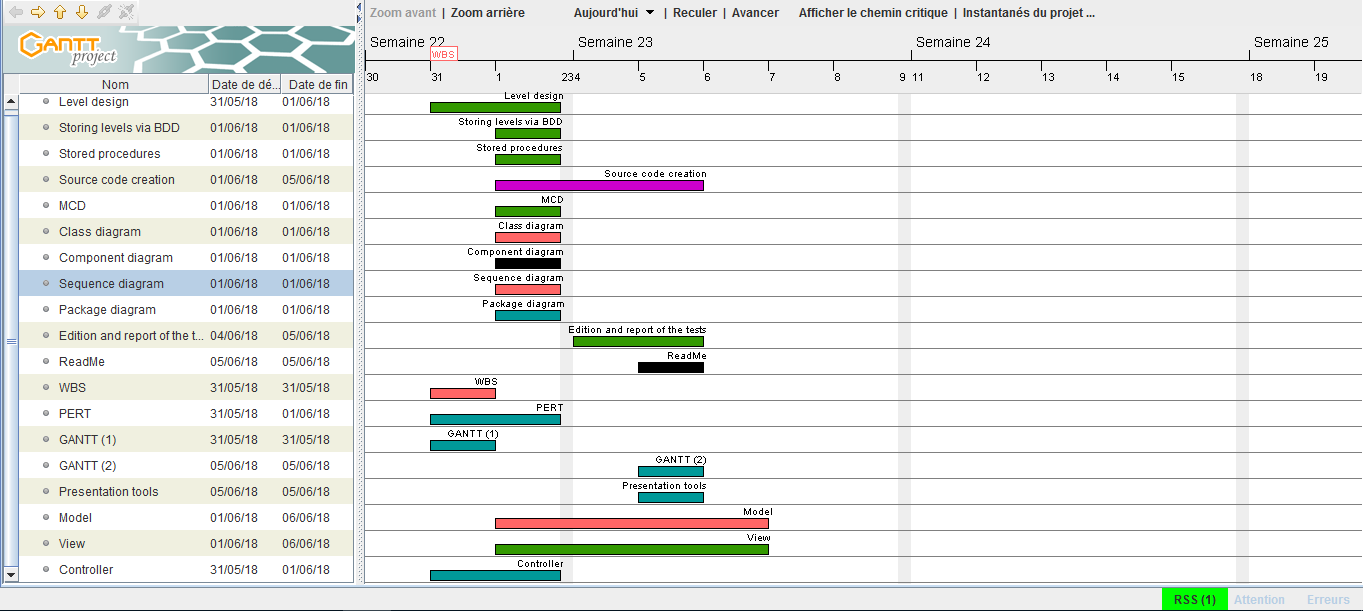 Zoom avant | Zoom arrière Aujourd'hui | Reculer | Avancer Afficher le chemin critique | Instantanés du projet ...
GANTT
project
Semaine 22 Semaine 23 Semaine 24 Semaine 25
WBS
30 31 1 2 3 4 5 6 7 8 9 11 12 13 14 15 18 19
Nom Date de dé... Date de fin
Level design 31/05/18 01/06/18 Level design
Storing levels via BDD 01/06/18 01/06/18 Storing levels via BDD
Stored procedures 01/06/18 01/06/18 Stored procedures
Source code creation 01/06/18 05/06/18 Source code creation
MCD 01/06/18 01/06/18 MCD
Class diagram 01/06/18 01/06/18 Class diagram
Component diagram 01/06/18 01/06/18 Component diagram
Sequence diagram 01/06/18 01/06/18 Sequence diagram
Package diagram 01/06/18 01/06/18 Package diagram
Edition and report of the t... 04/06/18 05/06/18 Edition and report of the tests
ReadMe 05/06/18 05/06/18 ReadMe
WBS 31/05/18 31/05/18 WBS
PERT 31/05/18 01/06/18 PERT
GANTT (1) 31/05/18 31/05/18 GANTT (1)
GANTT (2) 05/06/18 05/06/18 GANTT (2)
Presentation tools 05/06/18 05/06/18 Presentation tools
Model 01/06/18 06/06/18 Model
View 01/06/18 06/06/18 View
Controller 31/05/18 01/06/18 Controller
RSS (1) Attention Erreurs